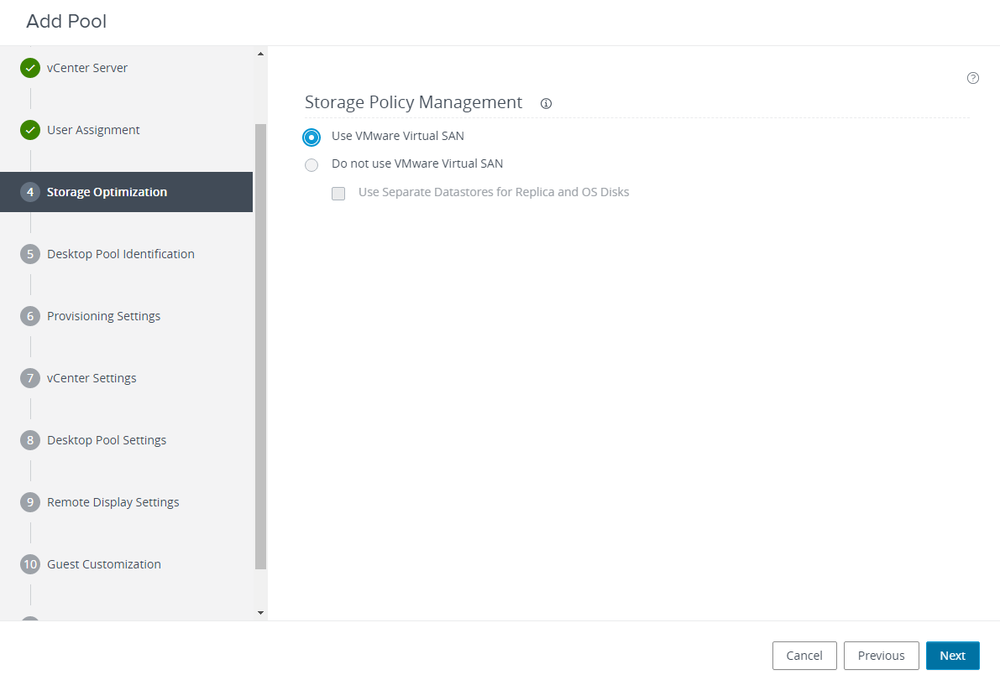 Add Pool
vCenter Server
User Assignment
4 Storage Optimization
5 Desktop Pool Identification
6 Provisioning Settings
7 vCenter Settings
8 Desktop Pool Settings
9 Remote Display Settings
10 Guest Customization
Storage Policy Management
Use VMware Virtual SAN
Do not use VMware Virtual SAN
Use Separate Datastores for Replica and OS Disks
Cancel Previous Next